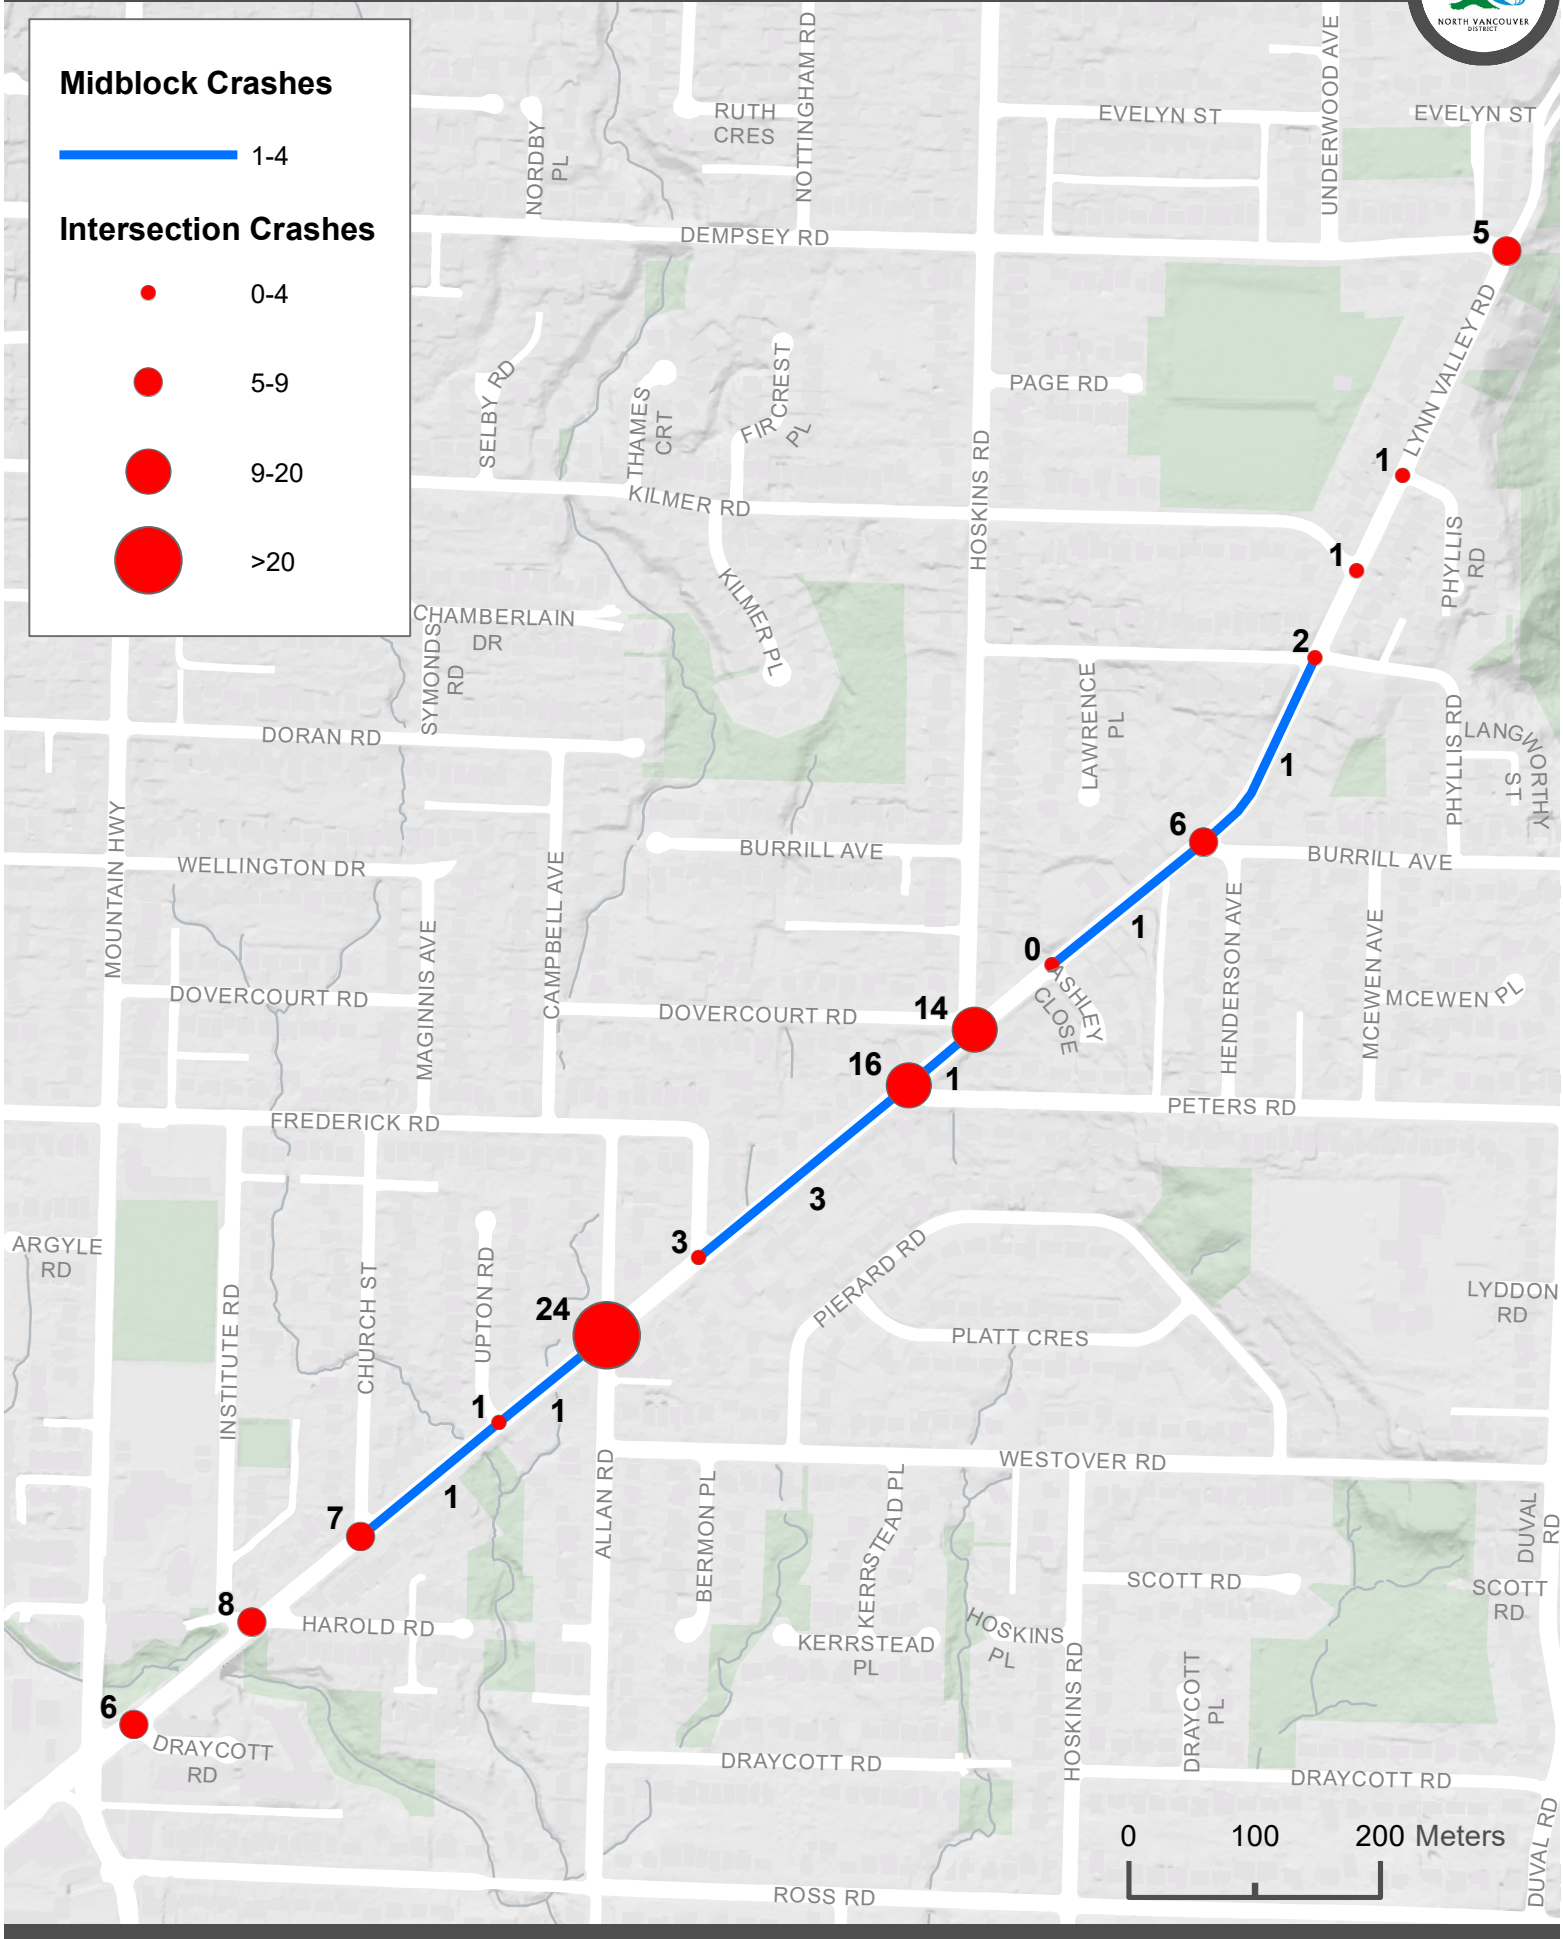 NORTH VANCOUVER
DISTRICT
Midblock Crashes
1-4
Intersection Crashes
0-4
5-9
9-20
>20
NORDBY
PL
RUTH
CRES
NOTTINGHAM RD
EVELYN ST
UNDERWOOD AVE
EVELYN ST
DEMPSEY RD
5
LYNN VALLEY RD
SELBY RD
THAMES
CRT
FIR CREST
PL
PAGE RD
HOSKINS RD
KILMER RD
1
1
PHYLLIS
RD
KILMER PL
CHAMBERLAIN
DR
SYMONDS
RD
2
LAWRENCE
PL
1
PHYLLIS RD
LANGWORTHY
ST
DORAN RD
MOUNTAIN HWY
6
BURRILL AVE
BURRILL AVE
WELLINGTON DR
CAMPBELL AVE
MAGINNIS AVE
1
HENDERSON AVE
MCEWEN AVE
0
ASHLEY
CLOSE
MCEWEN PL
DOVERCOURT RD
DOVERCOURT RD
14
16
1
PETERS RD
FREDERICK RD
3
3
ARGYLE
RD
INSTITUTE RD
CHURCH ST
UPTON RD
PIERARD RD
LYDDON
RD
24
PLATT CRES
1
1
WESTOVER RD
1
7
ALLAN RD
BERMON PL
KERRSTEAD PL
DUVAL
RD
SCOTT RD
SCOTT
RD
8
HAROLD RD
KERRSTEAD
PL
HOSKINS
PL
HOSKINS RD
DRAYCOTT
PL
6
DRAYCOTT
RD
DRAYCOTT RD
DRAYCOTT RD
DUVAL RD
0 100 200 Meters
ROSS RD